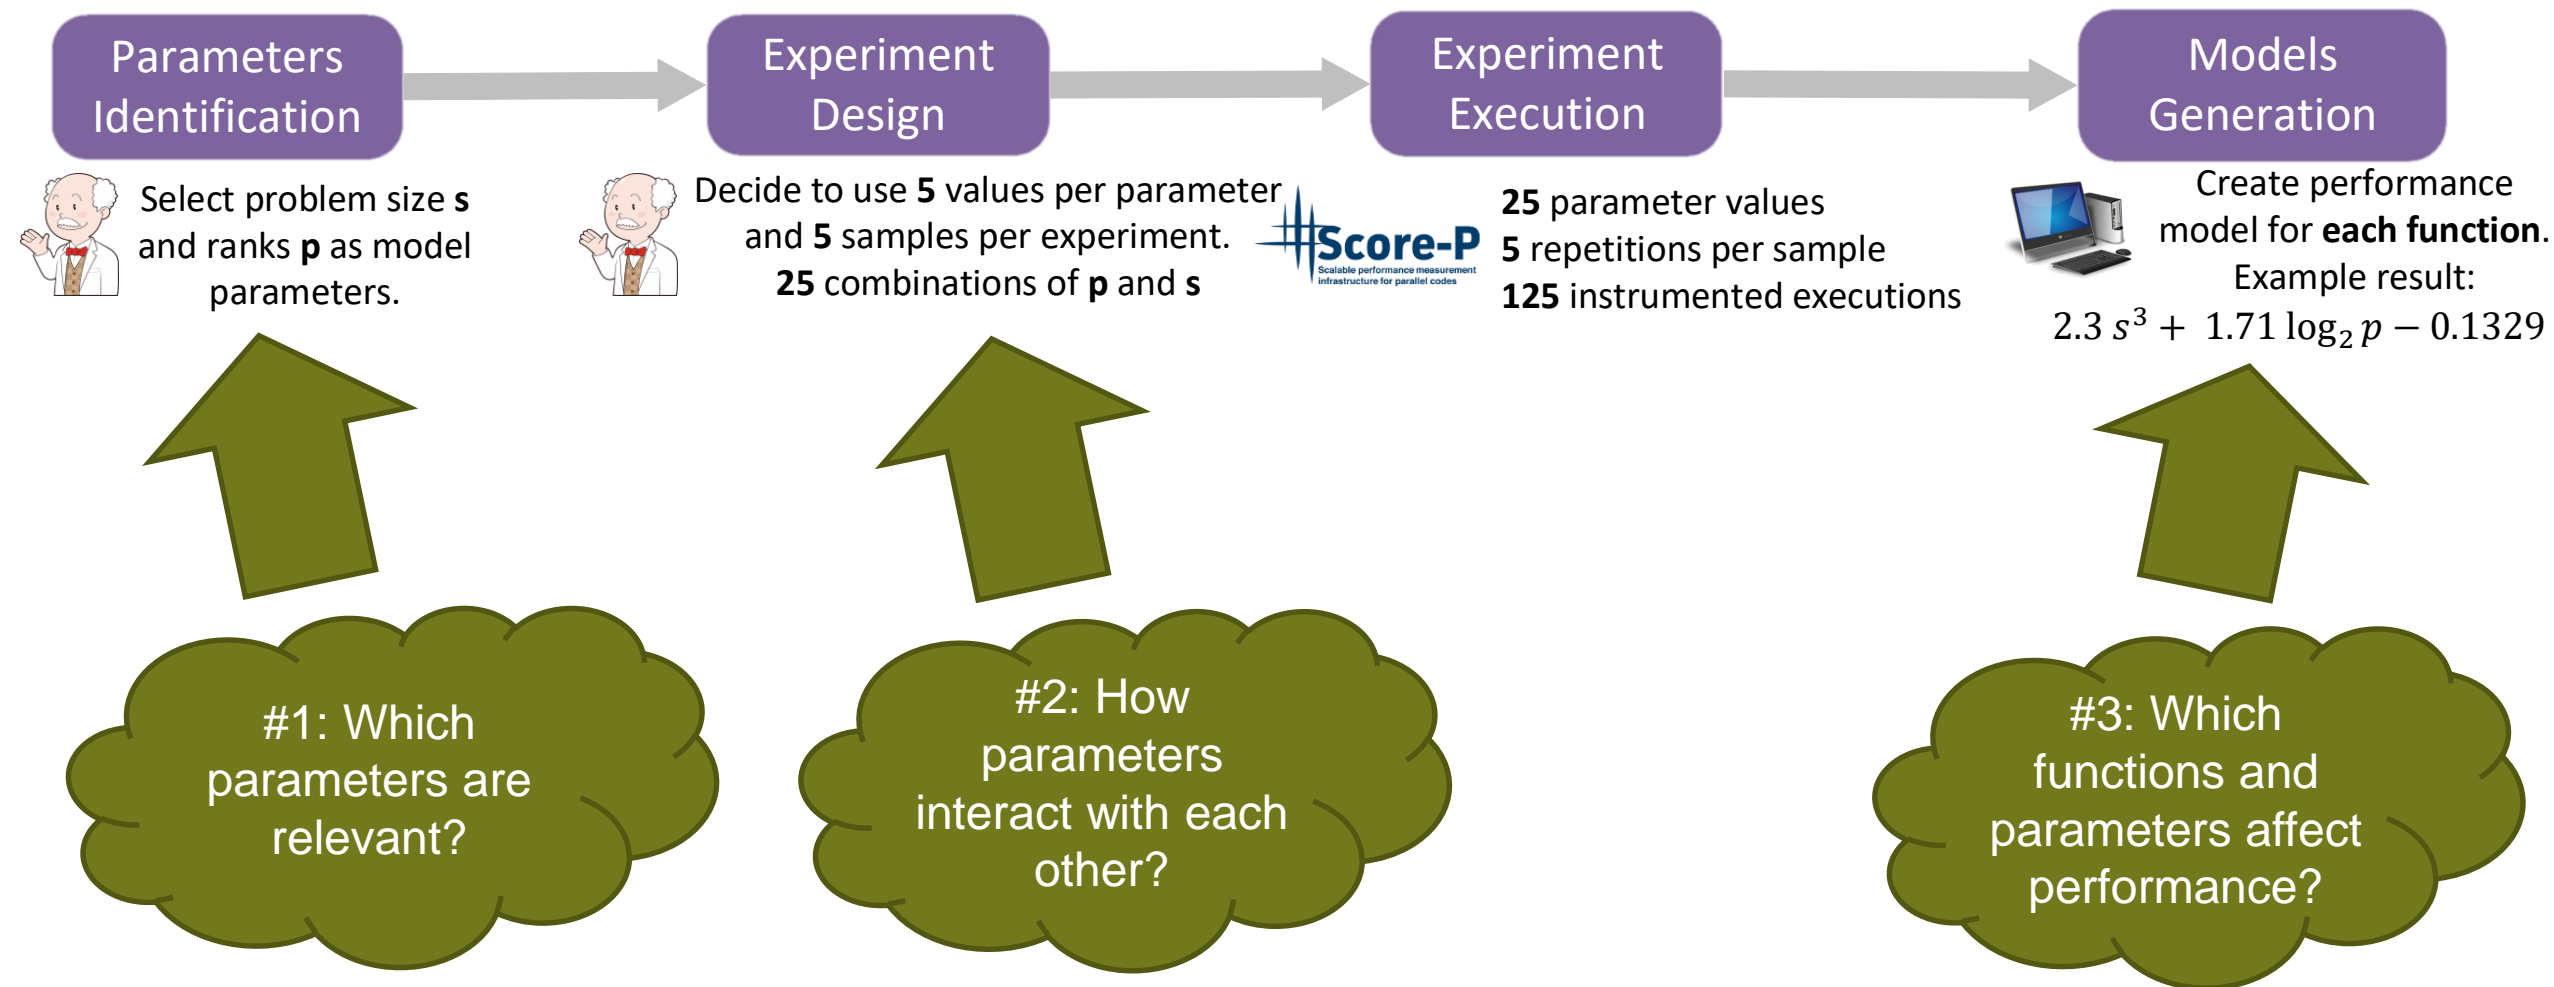 Parameters
Identification
Experiment
Design
Experiment
Execution
Models
Generation
Select problem size s
and ranks p as model
parameters.
Decide to use 5 values per parameter
and 5 samples per experiment.
25 combinations of p and s
Score-P
Scalable performance measurement
infrastructure for parallel codes
25 parameter values
5 repetitions per sample
125 instrumented executions
Create performance
model for each function.
Example result:
2.3 s³ + 1.71 log₂ p − 0.1329
#1: Which
parameters are
relevant?
#2: How
parameters
interact with each
other?
#3: Which
functions and
parameters affect
performance?